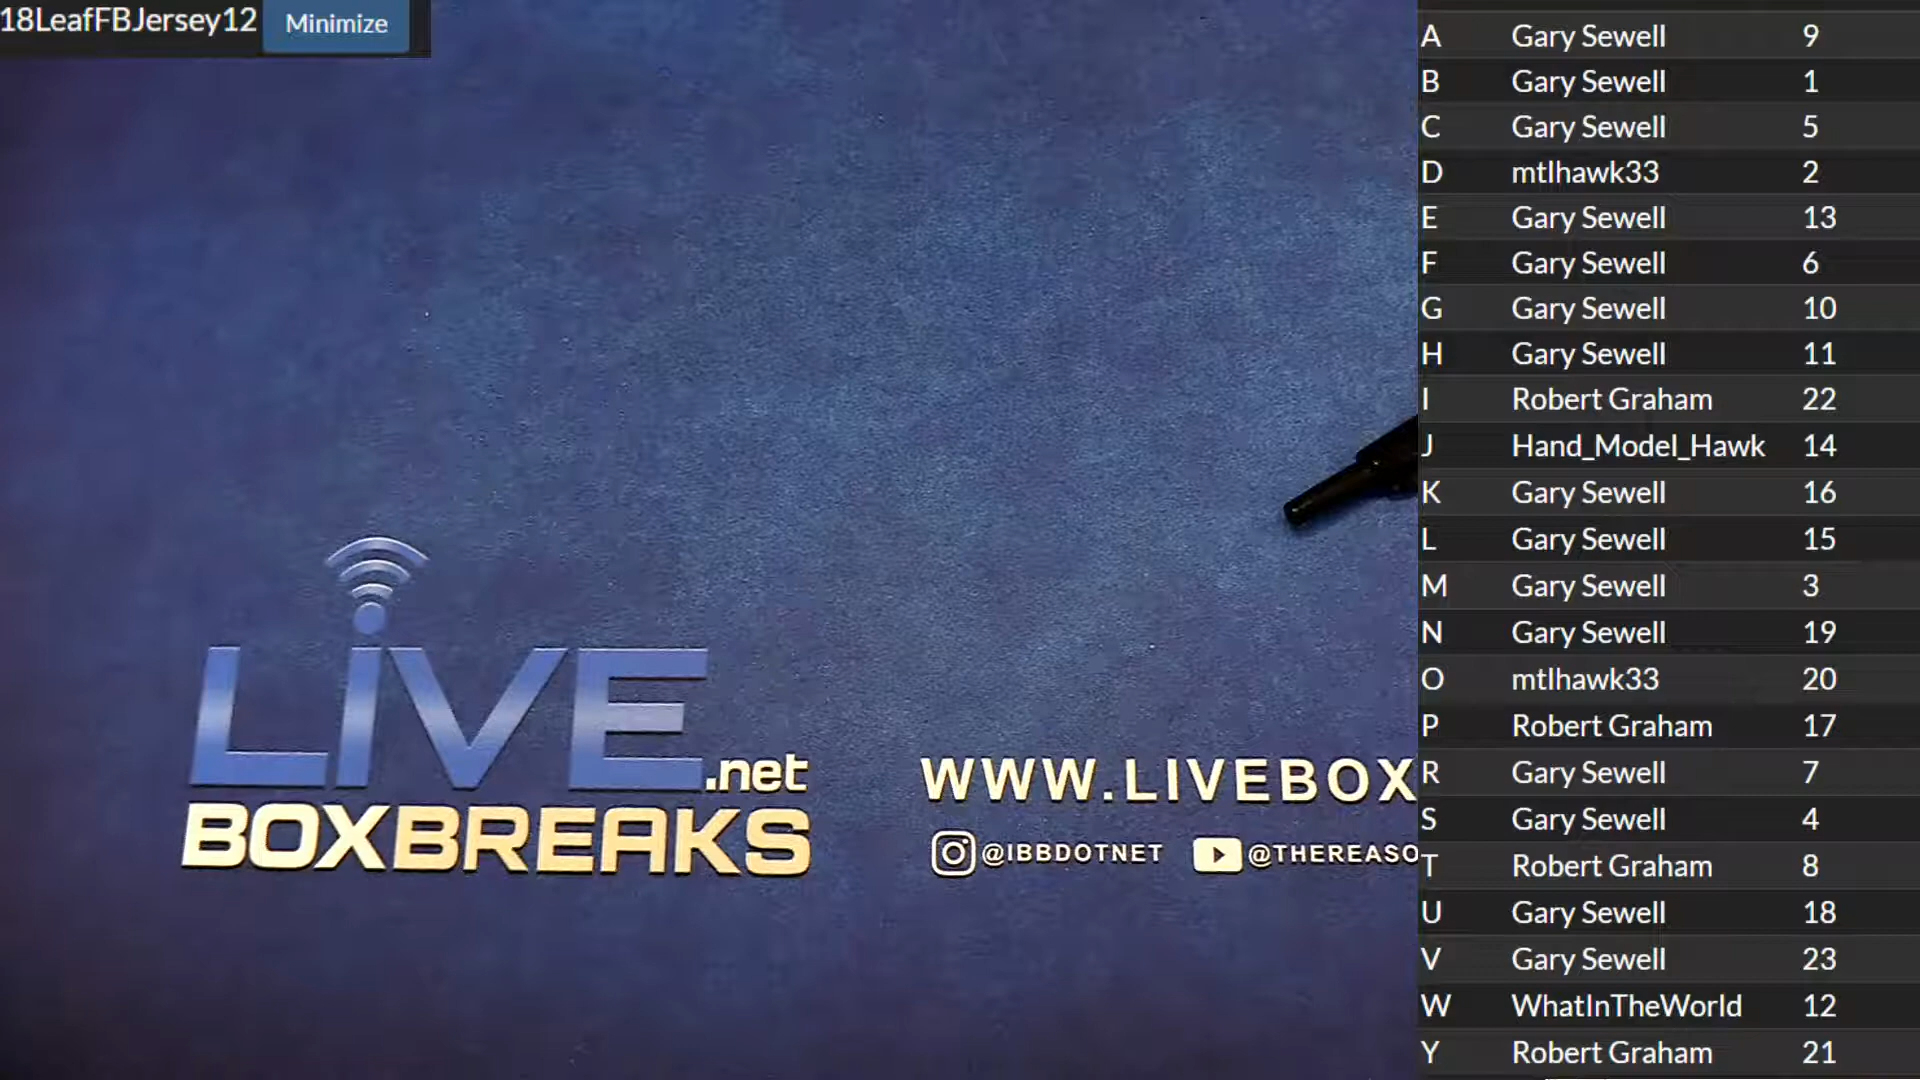 18LeafFBJersey12 Minimize
A Gary Sewell 9
B Gary Sewell 1
C Gary Sewell 5
D mtlhawk33 2
E Gary Sewell 13
F Gary Sewell 6
G Gary Sewell 10
H Gary Sewell 11
I Robert Graham 22
J Hand_Model_Hawk 14
K Gary Sewell 16
L Gary Sewell 15
M Gary Sewell 3
N Gary Sewell 19
O mtlhawk33 20
P Robert Graham 17
R Gary Sewell 7
S Gary Sewell 4
T Robert Graham 8
U Gary Sewell 18
V Gary Sewell 23
W WhatInTheWorld 12
Y Robert Graham 21
LiVE.net
BOXBREAKS
WWW.LIVEBOX
@IBBDOTNET @THEREASO